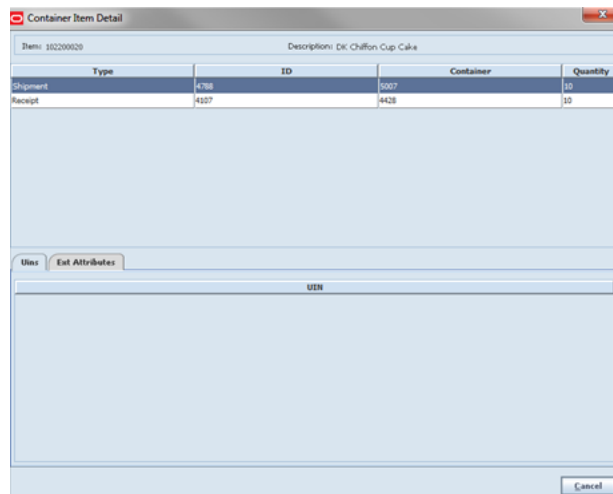 Container Item Detail
Item: 102200020 Description: DK Chiffon Cup Cake
Type ID Container Quantity
Shipment 4788 5007 10
Receipt 4107 4428 10
Uins Ext Attributes
UIN
Cancel